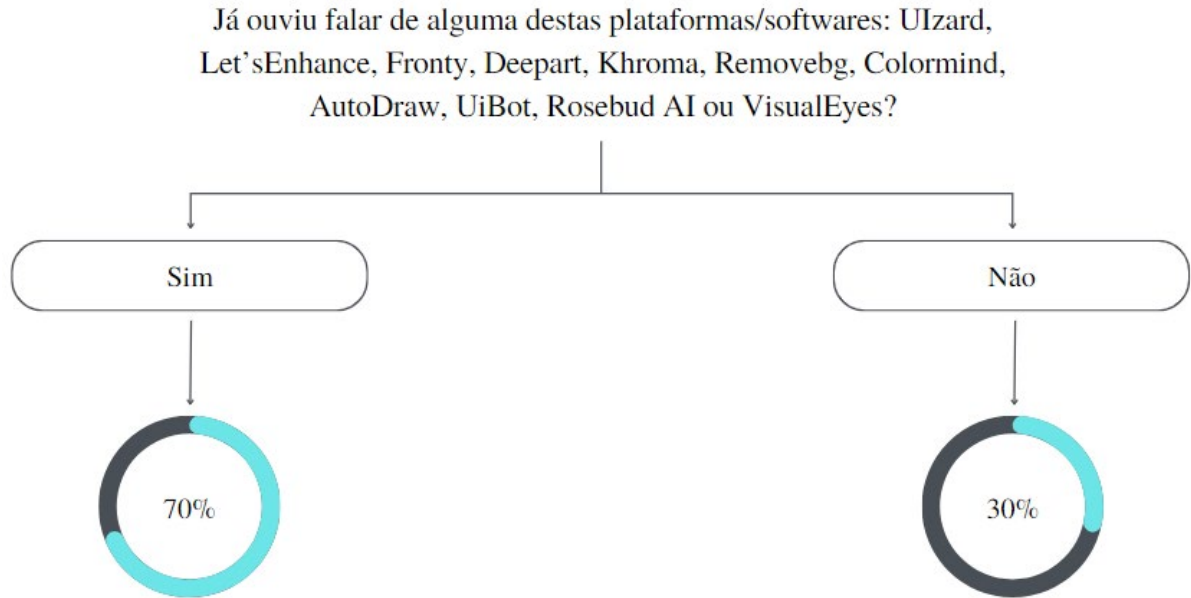 Já ouviu falar de alguma destas plataformas/softwares: UIzard,
Let’sEnhance, Fronty, Deepart, Khroma, Removebg, Colormind,
AutoDraw, UiBot, Rosebud AI ou VisualEyes?
Sim
Não
70%
30%